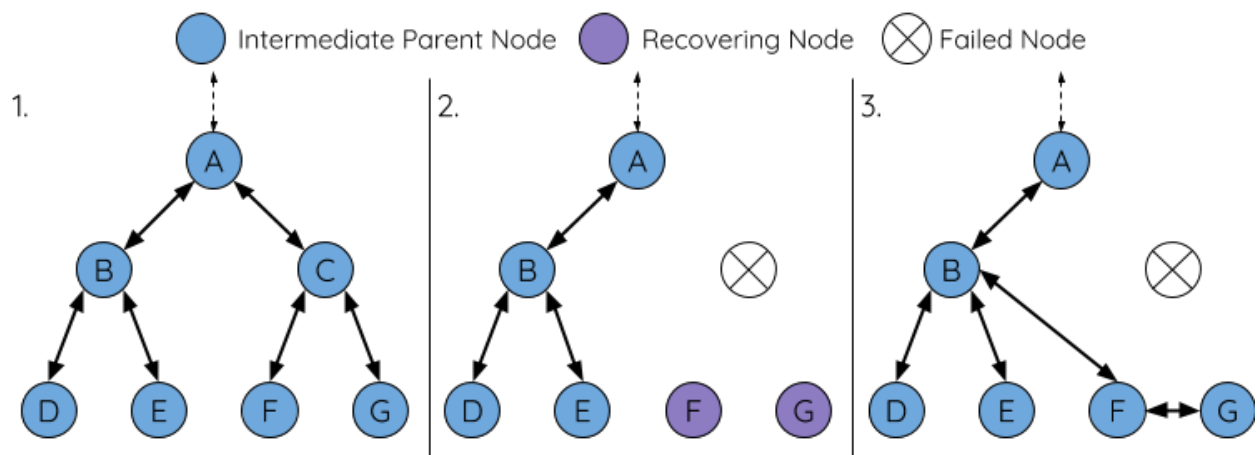 Intermediate Parent Node Recovering Node Failed Node
1. 2. 3.
A A A
B C B B
D E F G D E F G D E F G